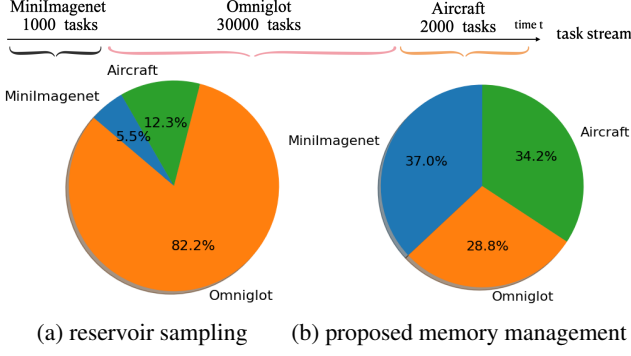 MiniImagenet Omniglot Aircraft
1000 tasks 30000 tasks 2000 tasks time t task stream
Aircraft
MiniImagenet
12.3%
5.5%
82.2%
Omniglot
MiniImagenet
Aircraft
37.0%
34.2%
28.8%
Omniglot
(a) reservoir sampling
(b) proposed memory management